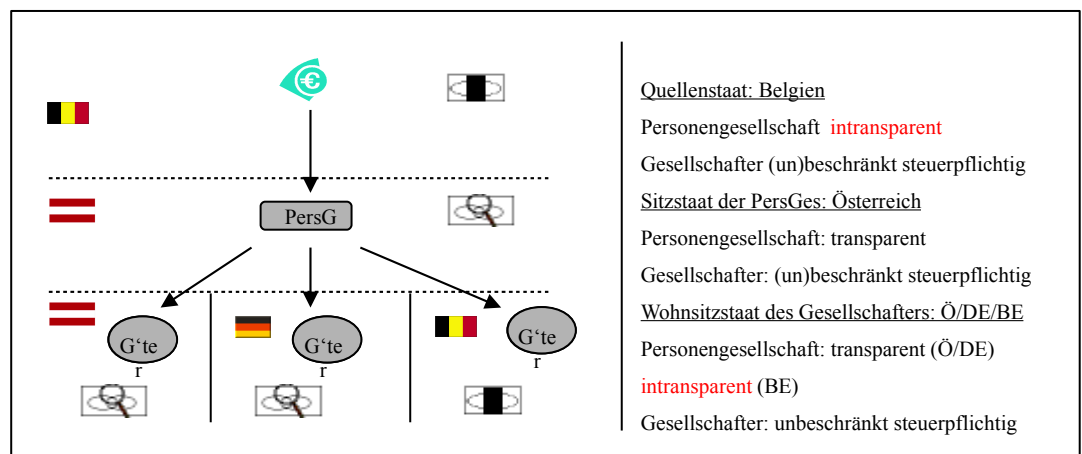 €
PersG
G‘te
r
G‘te
r
G‘te
r
Quellenstaat: Belgien
Personengesellschaft intransparent
Gesellschafter (un)beschränkt steuerpflichtig
Sitzstaat der PersGes: Österreich
Personengesellschaft: transparent
Gesellschafter: (un)beschränkt steuerpflichtig
Wohnsitzstaat des Gesellschafters: Ö/DE/BE
Personengesellschaft: transparent (Ö/DE)
intransparent (BE)
Gesellschafter: unbeschränkt steuerpflichtig